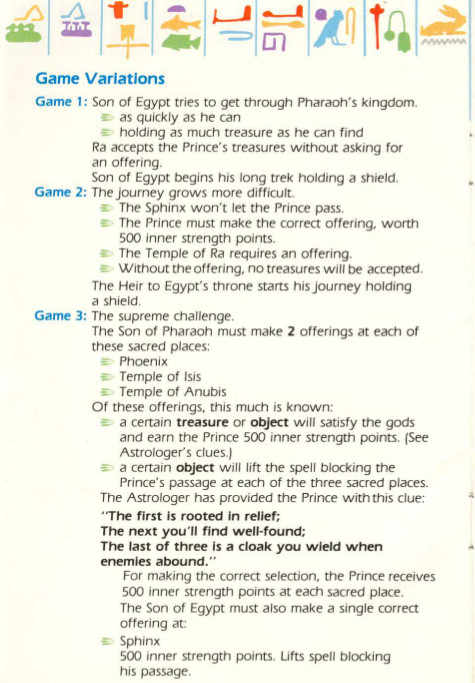 Game Variations
Game 1: Son of Egypt tries to get through Pharaoh's kingdom.
as quickly as he can
holding as much treasure as he can find
Ra accepts the Prince's treasures without asking for
an offering.
Son of Egypt begins his long trek holding a shield.
Game 2: The journey grows more difficult.
The Sphinx won't let the Prince pass.
The Prince must make the correct offering, worth
500 inner strength points.
The Temple of Ra requires an offering.
Without the offering, no treasures will be accepted.
The Heir to Egypt's throne starts his journey holding
a shield.
Game 3: The supreme challenge.
The Son of Pharaoh must make 2 offerings at each of
these sacred places:
Phoenix
Temple of Isis
Temple of Anubis
Of these offerings, this much is known:
a certain treasure or object will satisfy the gods
and earn the Prince 500 inner strength points. (See
Astrologer's clues.)
a certain object will lift the spell blocking the
Prince's passage at each of the three sacred places.
The Astrologer has provided the Prince with this clue:
"The first is rooted in relief;
The next you'll find well-found;
The last of three is a cloak you wield when
enemies abound."
For making the correct selection, the Prince receives
500 inner strength points at each sacred place.
The Son of Egypt must also make a single correct
offering at:
Sphinx
500 inner strength points. Lifts spell blocking
his passage.